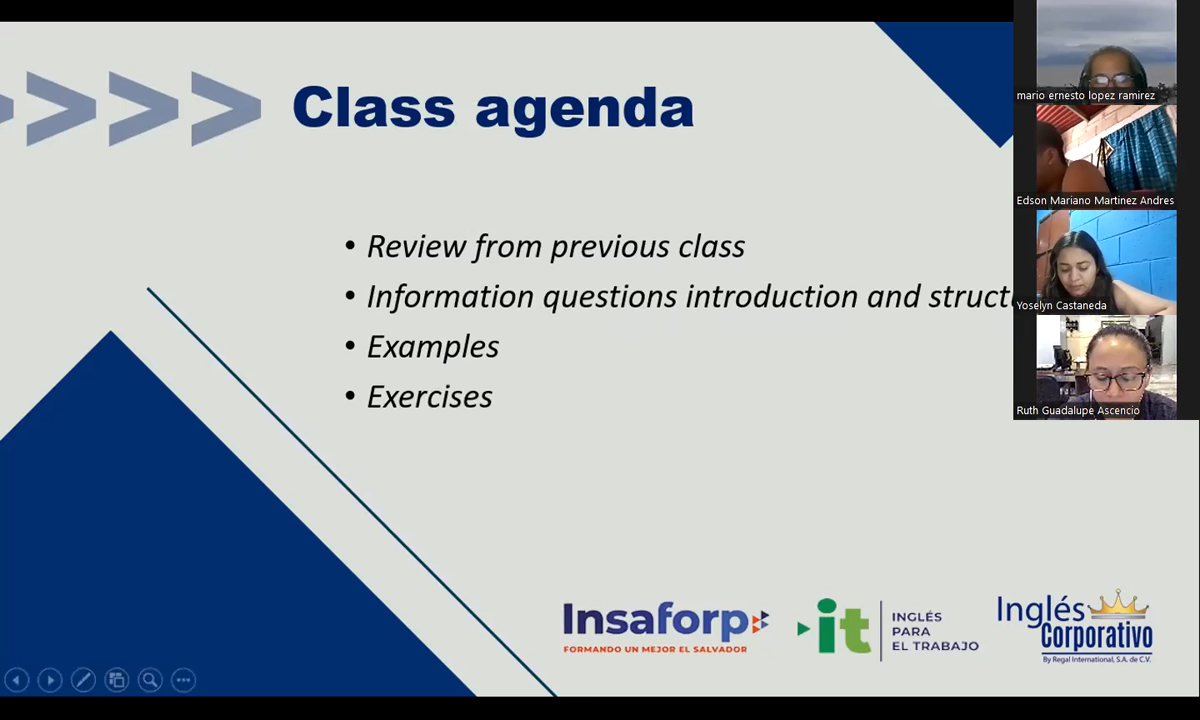 Class agenda
• Review from previous class
• Information questions introduction and struct
• Examples
• Exercises
mario ernesto lopez ramirez
Edson Mariano Martinez Andres
Yoselyn Castaneda
Ruth Guadalupe Ascencio
Insaforp
FORMANDO UN MEJOR EL SALVADOR
it
INGLÉS
PARA
EL TRABAJO
Inglés
Corporativo
By Regal International, S.A. de C.V.